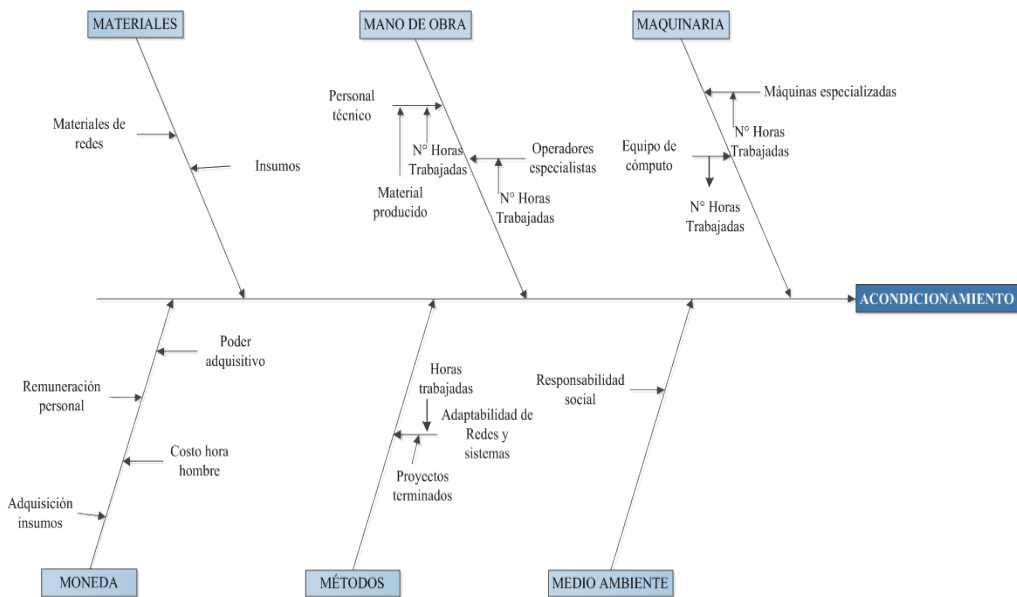 MATERIALES
MANO DE OBRA
MAQUINARIA
Materiales de
redes
Insumos
Personal
técnico
N° Horas
Trabajadas
Material
producido
Operadores
especialistas
N° Horas
Trabajadas
Máquinas especializadas
N° Horas
Trabajadas
Equipo de
cómputo
N° Horas
Trabajadas
ACONDICIONAMIENTO
Poder
adquisitivo
Remuneración
personal
Costo hora
hombre
Adquisición
insumos
Horas
trabajadas
Adaptabilidad de
Redes y
sistemas
Proyectos
terminados
Responsabilidad
social
MONEDA
MÉTODOS
MEDIO AMBIENTE